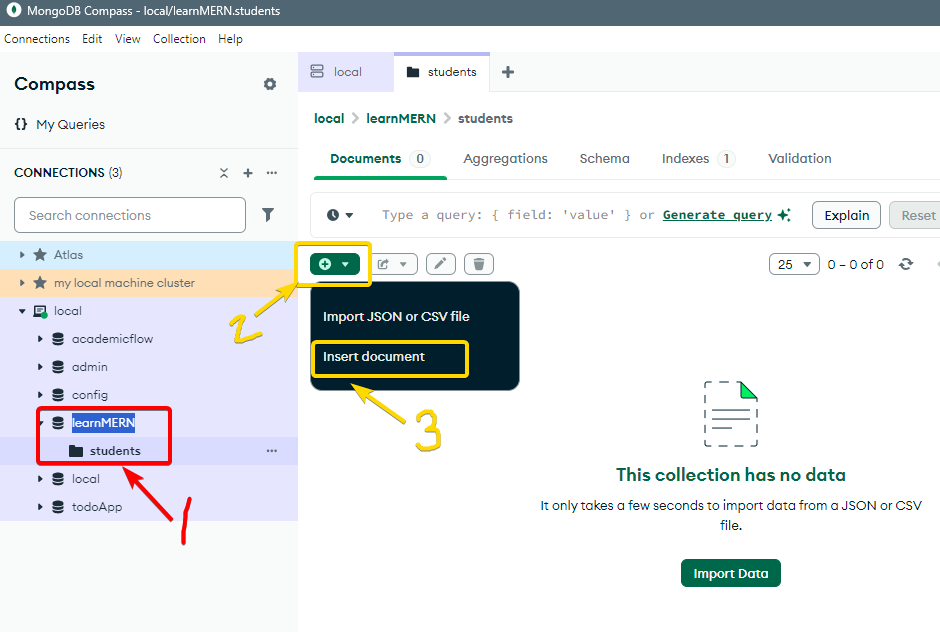 MongoDB Compass - local/learnMERN.students
Connections Edit View Collection Help
Compass
{} My Queries
CONNECTIONS (3)
Search connections
Atlas
my local machine cluster
local
academicflow
admin
config
learnMERN
students
local
todoApp
1
local
students
local > learnMERN > students
Documents 0 Aggregations Schema Indexes 1 Validation
Type a query: { field: 'value' } or Generate query
Explain
Reset
25
0 – 0 of 0
2
Import JSON or CSV file
Insert document
3
This collection has no data
It only takes a few seconds to import data from a JSON or CSV
file.
Import Data